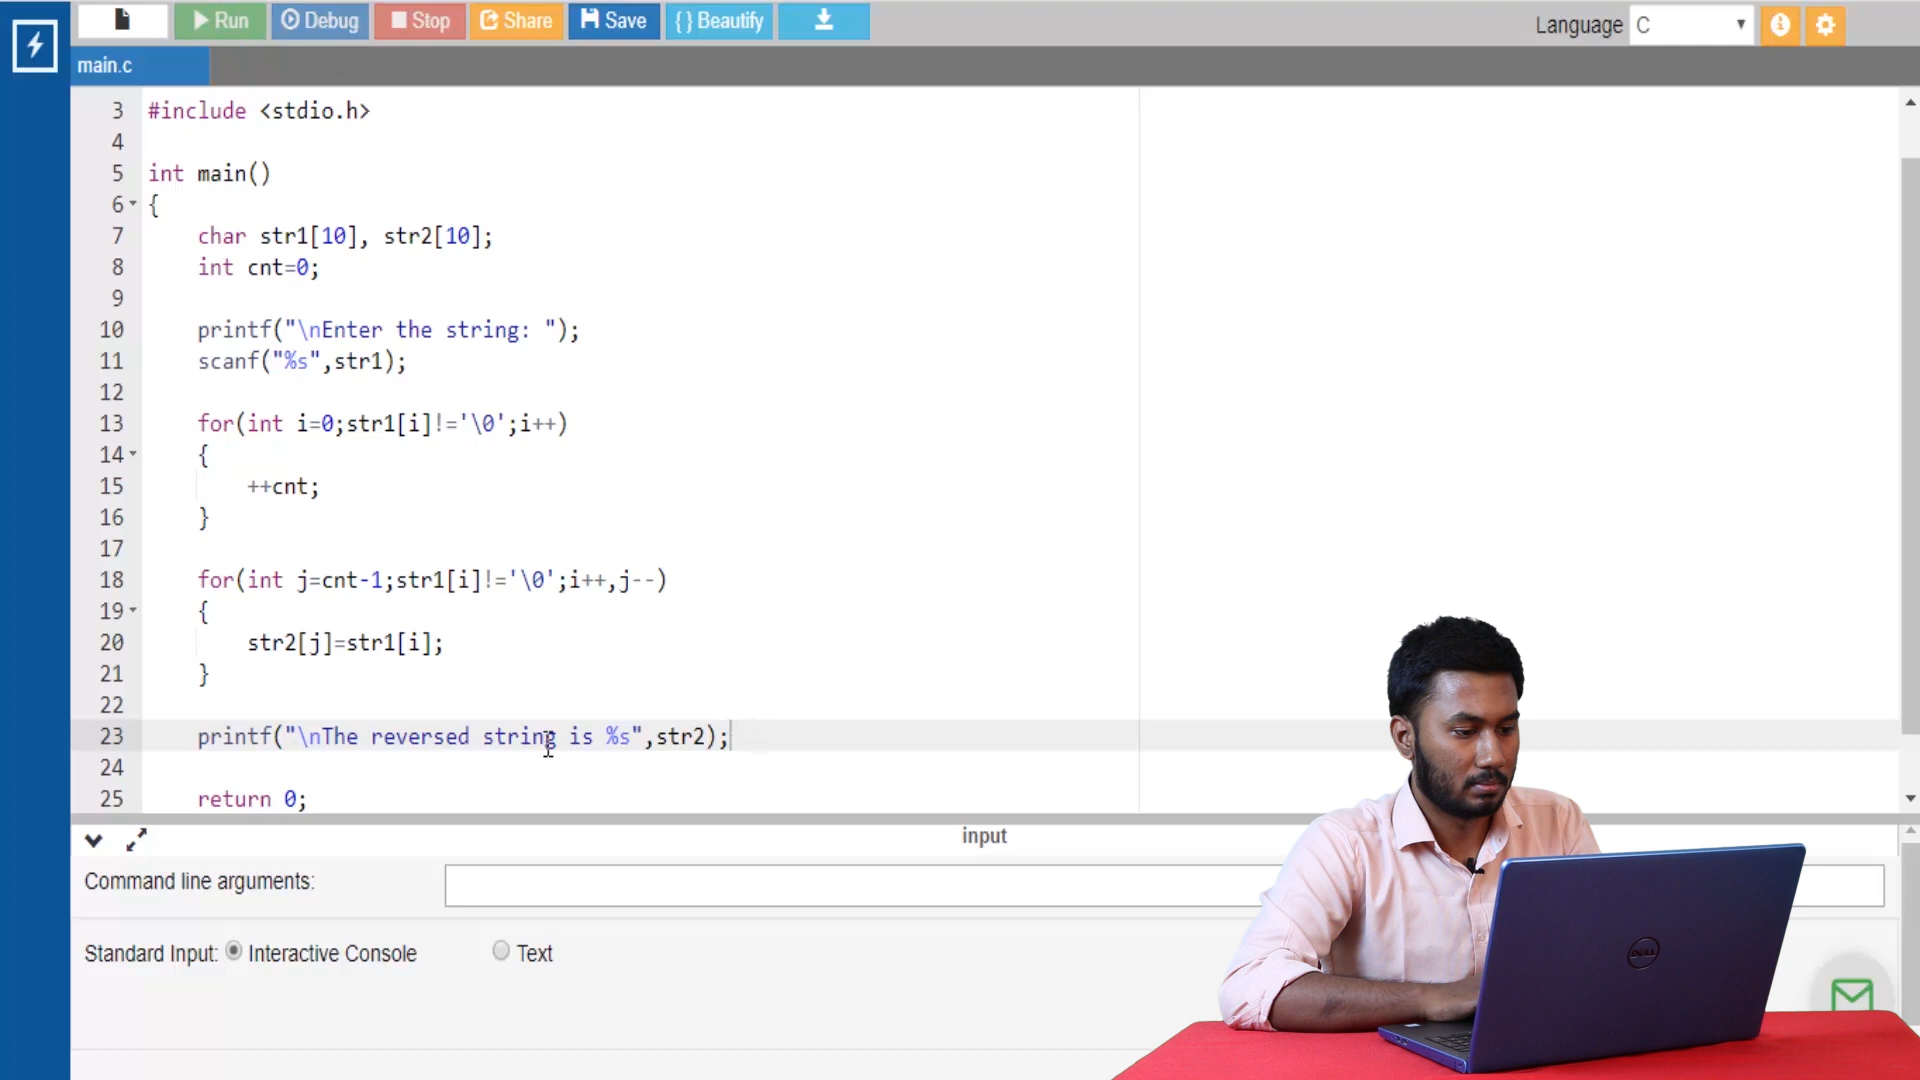 Run Debug Stop Share Save {} Beautify Language C
main.c
3 #include <stdio.h>
4
5 int main()
6 {
7 char str1[10], str2[10];
8 int cnt=0;
9
10 printf("\nEnter the string: ");
11 scanf("%s",str1);
12
13 for(int i=0;str1[i]!='\0';i++)
14 {
15 ++cnt;
16 }
17
18 for(int j=cnt-1;str1[i]!='\0';i++,j--)
19 {
20 str2[j]=str1[i];
21 }
22
23 printf("\nThe reversed string is %s",str2);
24
25 return 0;
input
Command line arguments:
Standard Input: Interactive Console Text
DELL